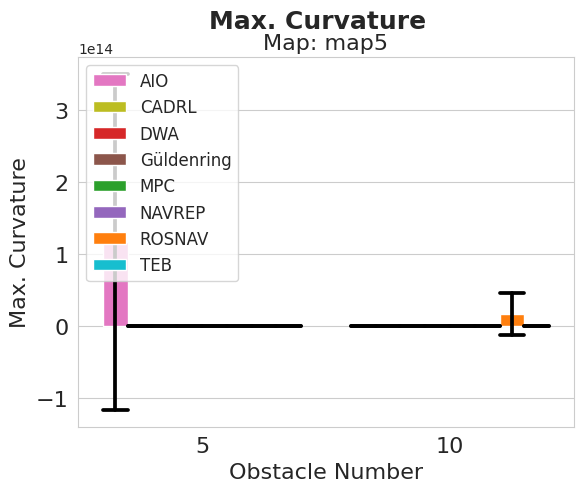 Max. Curvature
Map: map5
1e14
AIO
CADRL
DWA
Güldenring
MPC
NAVREP
ROSNAV
TEB
3
2
1
0
−1
Max. Curvature
5
10
Obstacle Number